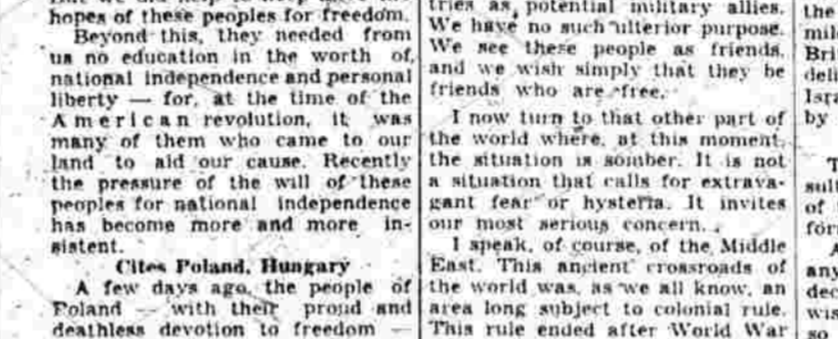 hopes of these peoples for freedom.
Beyond this, they needed from
us no education in the worth of
national independence and personal
liberty — for, at the time of the
American revolution, it was
many of them who came to our
land to aid our cause. Recently
the pressure of the will of these
peoples for national independence
has become more and more in-
sistent.
Cites Poland, Hungary
A few days ago, the people of
Poland — with their proud and
deathless devotion to freedom —
tries as potential military allies.
We have no such ulterior purpose.
We see these people as friends,
and we wish simply that they be
friends who are free.
I now turn to that other part of
the world where, at this moment,
the situation is somber. It is not
a situation that calls for extrava-
gant fear or hysteria. It invites
our most serious concern.
I speak, of course, of the Middle
East. This ancient crossroads of
the world was, as we all know, an
area long subject to colonial rule.
This rule ended after World War
the
mil
Bri
del
Isr
by
T
sul
of
for
A
any
dec
wis
so